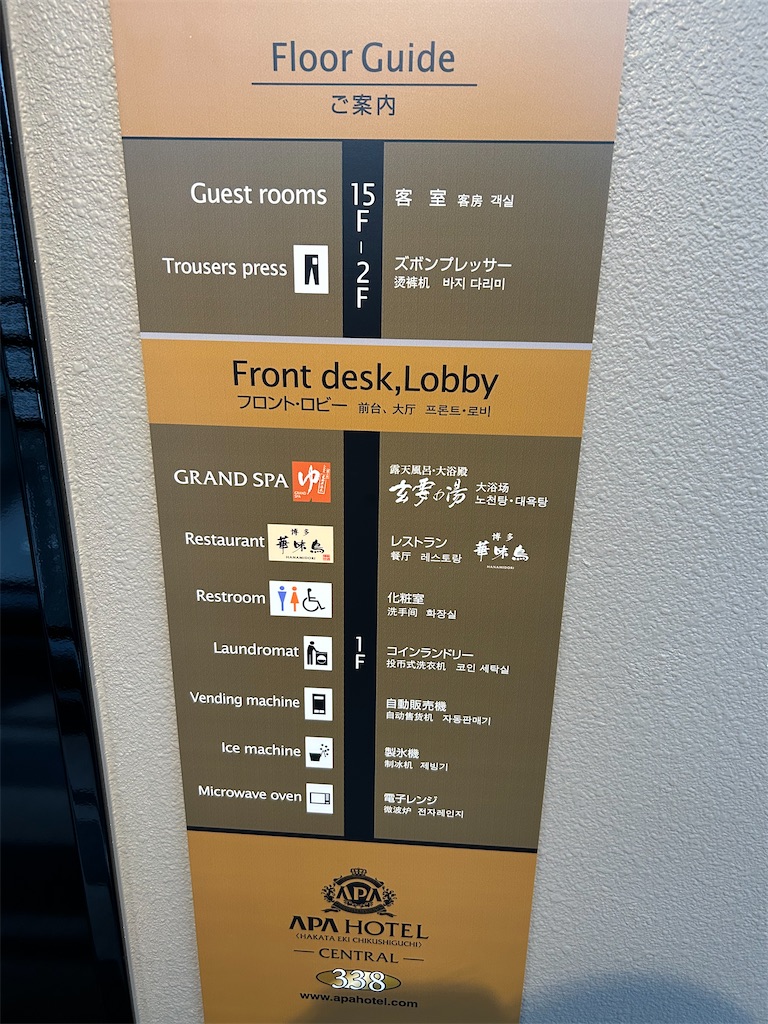 Floor Guide
ご案内
Guest rooms
15F-2F
客 室 客房 객실
Trousers press
ズボンプレッサー
烫裤机 바지 다리미
Front desk,Lobby
フロント・ロビー 前台、大厅 프론트・로비
1F
GRAND SPA ゆ
露天風呂・大浴殿
玄要の湯 大浴场
노천탕・대욕탕
Restaurant 博多 華味鳥 HANAMIDORI
レストラン
餐厅 레스토랑
博多 華味鳥 HANAMIDORI
Restroom
化粧室
洗手间 화장실
Laundromat
コインランドリー
投币式洗衣机 코인 세탁실
Vending machine
自動販売機
自动售货机 자동판매기
Ice machine
製氷機
制冰机 제빙기
Microwave oven
電子レンジ
微波炉 전자레인지
APA
APA HOTEL
〈HAKATA EKI CHIKUSHIGUCHI〉
CENTRAL
338
www.apahotel.com